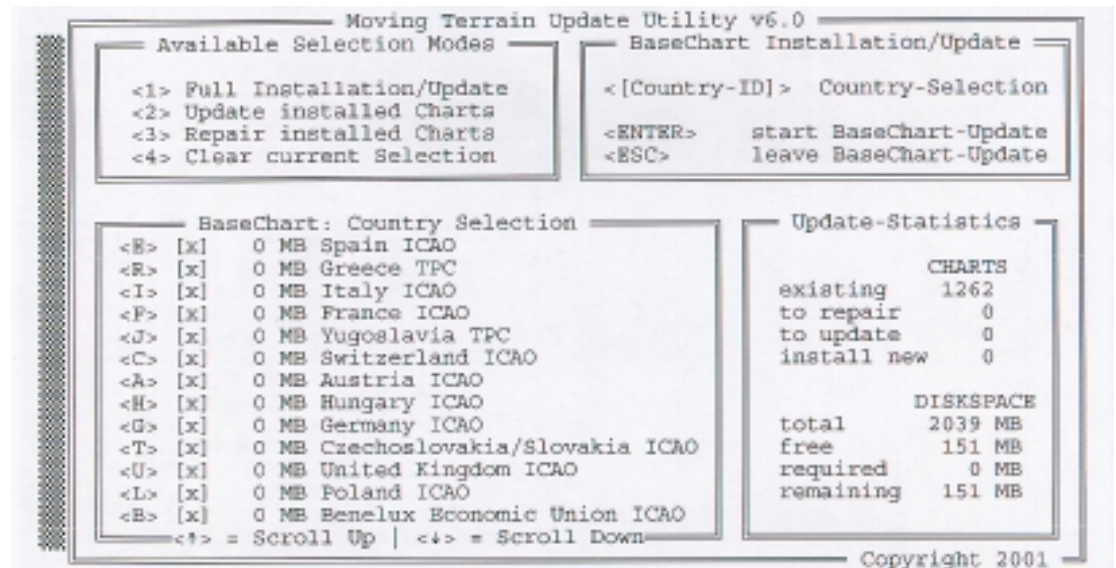 Moving Terrain Update Utility v6.0
Available Selection Modes
<1> Full Installation/Update
<2> Update installed Charts
<3> Repair installed Charts
<4> Clear current Selection
BaseChart Installation/Update
<[Country-ID]> Country-Selection
<ENTER> start BaseChart-Update
<ESC> leave BaseChart-Update
BaseChart: Country Selection
<E> [x] 0 MB Spain ICAO
<R> [x] 0 MB Greece TPC
<I> [x] 0 MB Italy ICAO
<F> [x] 0 MB France ICAO
<J> [x] 0 MB Yugoslavia TPC
<C> [x] 0 MB Switzerland ICAO
<A> [x] 0 MB Austria ICAO
<H> [x] 0 MB Hungary ICAO
<G> [x] 0 MB Germany ICAO
<T> [x] 0 MB Czechoslovakia/Slovakia ICAO
<U> [x] 0 MB United Kingdom ICAO
<L> [x] 0 MB Poland ICAO
<B> [x] 0 MB Benelux Economic Union ICAO
<↑> = Scroll Up | <↓> = Scroll Down
Update-Statistics
CHARTS
existing 1262
to repair 0
to update 0
install new 0
DISKSPACE
total 2039 MB
free 151 MB
required 0 MB
remaining 151 MB
Copyright 2001